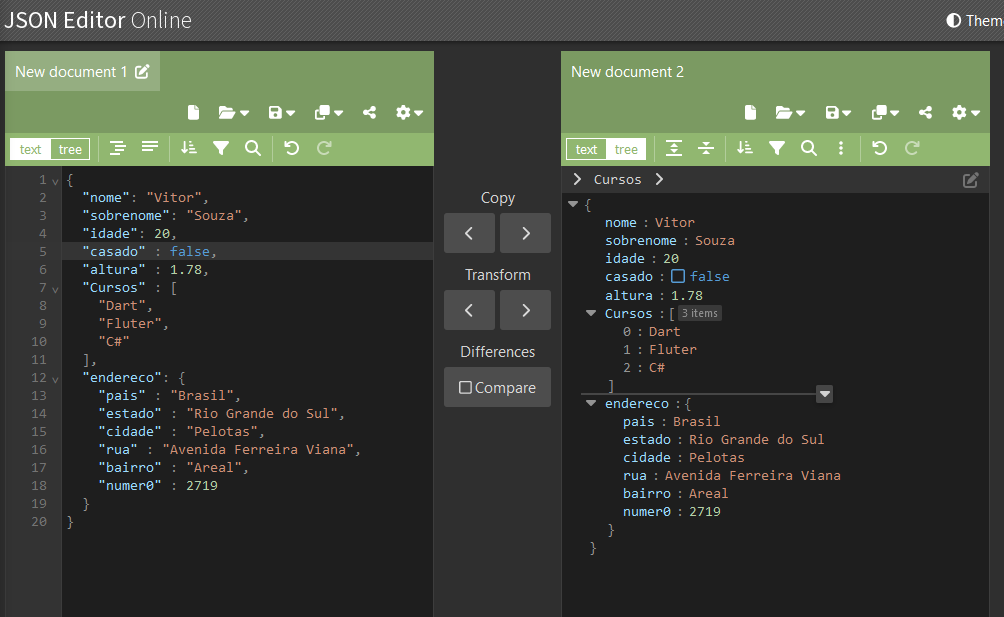 JSON Editor Online
Them
New document 1
text tree
1 {
2 "nome": "Vitor",
3 "sobrenome": "Souza",
4 "idade": 20,
5 "casado" : false,
6 "altura" : 1.78,
7 "Cursos" : [
8 "Dart",
9 "Fluter",
10 "C#"
11 ],
12 "endereco": {
13 "pais" : "Brasil",
14 "estado" : "Rio Grande do Sul",
15 "cidade" : "Pelotas",
16 "rua" : "Avenida Ferreira Viana",
17 "bairro" : "Areal",
18 "numer0" : 2719
19 }
20 }
Copy
Transform
Differences
Compare
New document 2
text tree
Cursos
{
nome : Vitor
sobrenome : Souza
idade : 20
casado : false
altura : 1.78
Cursos : [ 3 items
0 : Dart
1 : Fluter
2 : C#
]
endereco : {
pais : Brasil
estado : Rio Grande do Sul
cidade : Pelotas
rua : Avenida Ferreira Viana
bairro : Areal
numer0 : 2719
}
}